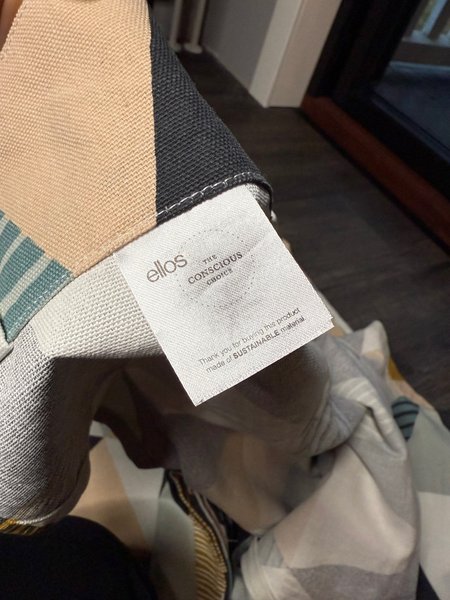 ellos
THE
CONSCIOUS
CHOICE
Thank you for buying this product
made of SUSTAINABLE material